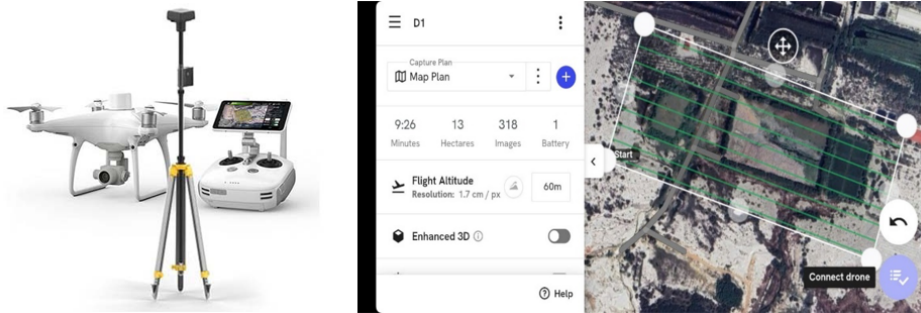 D1
Capture Plan
Map Plan
9:26
13
318
1
Minutes
Hectares
Images
Battery
Flight Altitude
Resolution: 1.7 cm / px
60m
Enhanced 3D
Help
Start
Connect drone